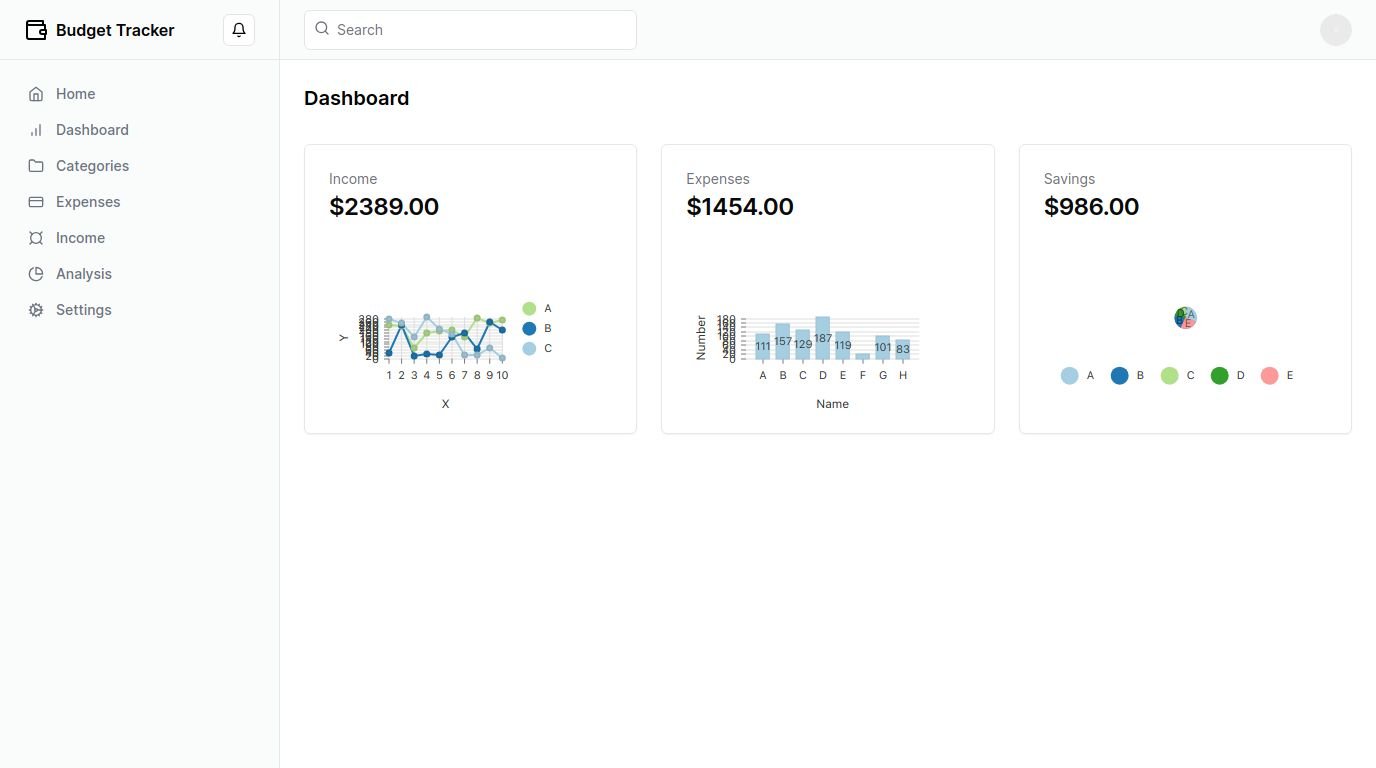 Budget Tracker
Search
Home
Dashboard
Categories
Expenses
Income
Analysis
Settings
Dashboard
Income
$2389.00
Y
1 2 3 4 5 6 7 8 9 10
X
A
B
C
Expenses
$1454.00
Number
111 157 129 187 119 101 83
A B C D E F G H
Name
Savings
$986.00
A B C D E